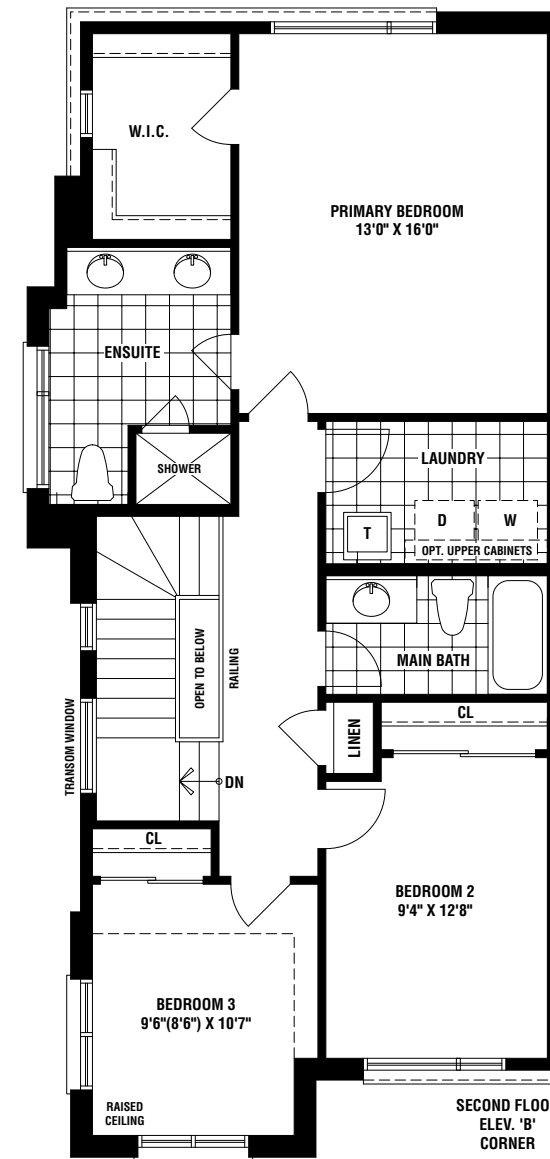 W.I.C.
PRIMARY BEDROOM
13'0" X 16'0"
ENSUITE
SHOWER
LAUNDRY
T
D
W
OPT. UPPER CABINETS
MAIN BATH
OPEN TO BELOW
RAILING
TRANSOM WINDOW
LINEN
CL
DN
CL
BEDROOM 2
9'4" X 12'8"
BEDROOM 3
9'6"(8'6") X 10'7"
RAISED
CEILING
SECOND FLOO
ELEV. 'B'
CORNER